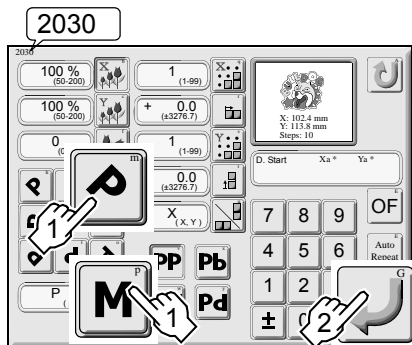 2030
2030
100 % X 1 X
(50-200) (1-99)
100 % Y + 0.0
(50-200) (±3276.7)
X: 102.4 mm
Y: 113.8 mm
Steps: 10
0 1 Y
(1-99)
0.0
(±3276.7)
D. Start Xa * Ya *
P m
X
(X, Y)
7 8 9 OF
1
PP Pb
4 5 6 Auto
Repeat
M p
G
P
Pd
1 2
1 ± 0 2